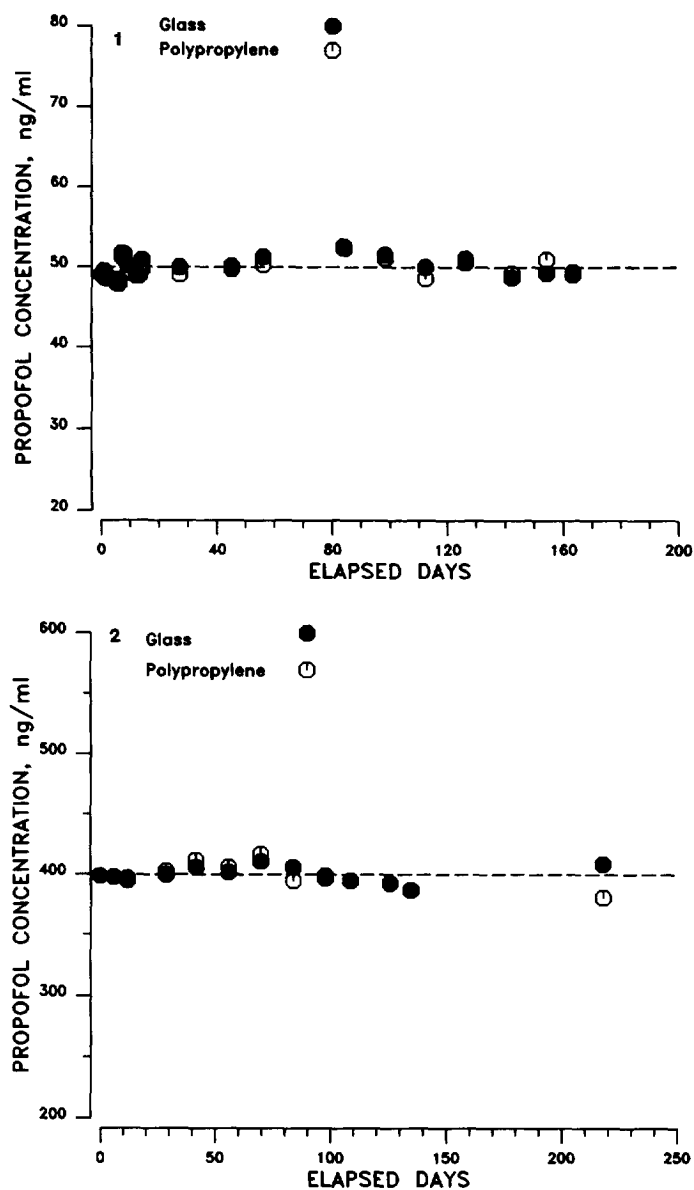 80
1 Glass
Polypropylene
70
60
50
40
30
20
PROPOFOL CONCENTRATION, ng/ml
0 40 80 120 160 200
ELAPSED DAYS
600
2 Glass
Polypropylene
500
400
300
200
PROPOFOL CONCENTRATION, ng/ml
0 50 100 150 200 250
ELAPSED DAYS